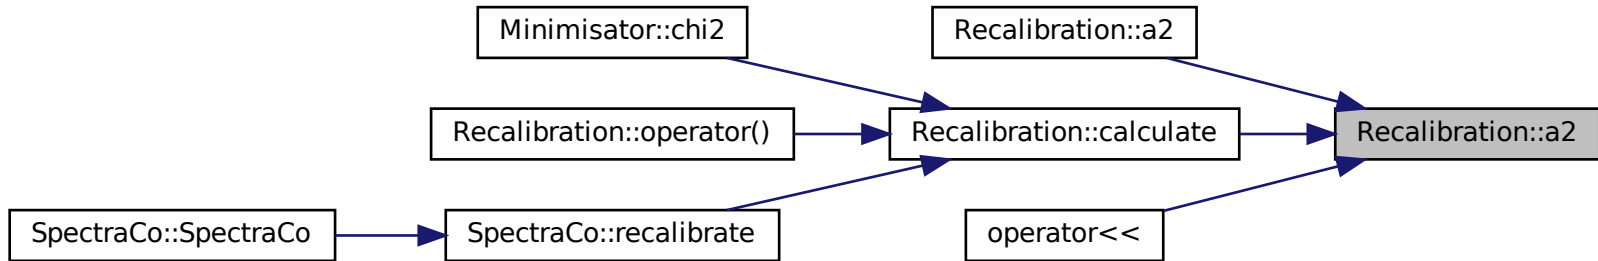 Minimisator::chi2
Recalibration::a2
Recalibration::operator()
Recalibration::calculate
Recalibration::a2
SpectraCo::SpectraCo
SpectraCo::recalibrate
operator<<